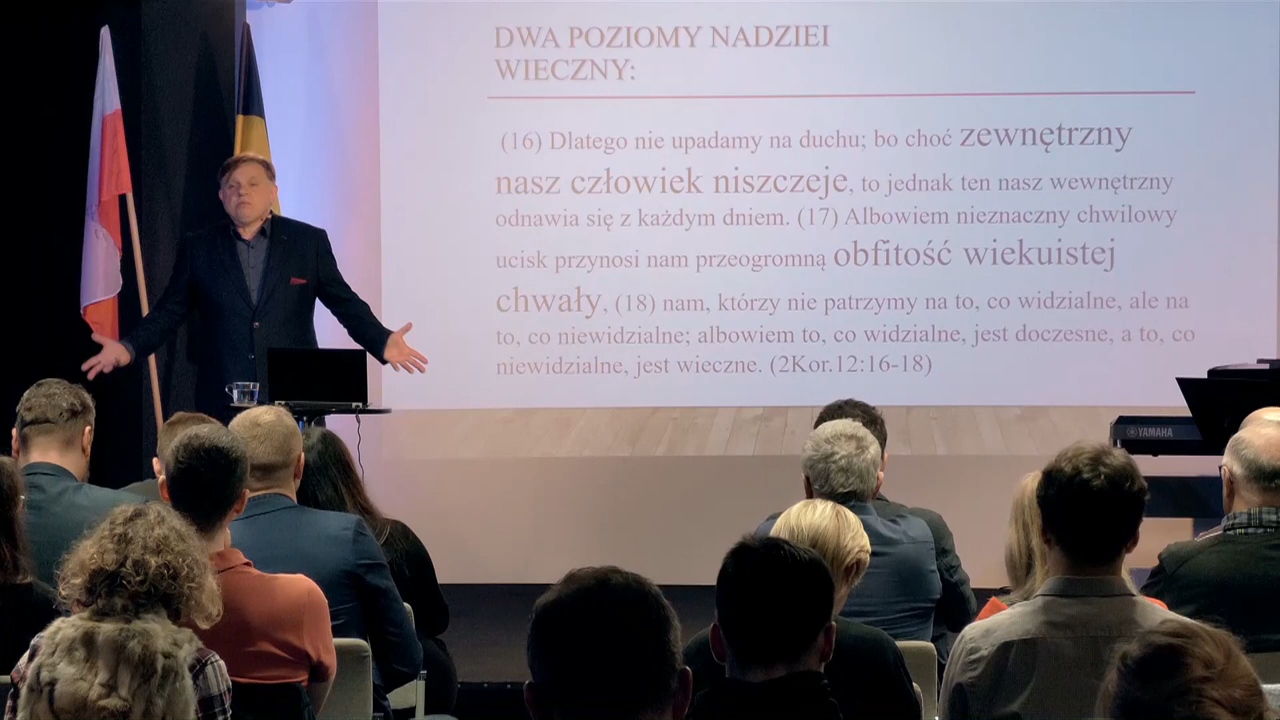 DWA POZIOMY NADZIEI
WIECZNY:
(16) Dlatego nie upadamy na duchu; bo choć zewnętrzny
nasz człowiek niszczeje, to jednak ten nasz wewnętrzny
odnawia się z każdym dniem. (17) Albowiem nieznaczny chwilowy
ucisk przynosi nam przeogromną obfitość wiekuistej
chwały, (18) nam, którzy nie patrzymy na to, co widzialne, ale na
to, co niewidzialne; albowiem to, co widzialne, jest doczesne, a to, co
niewidzialne, jest wieczne. (2Kor.12:16-18)
YAMAHA